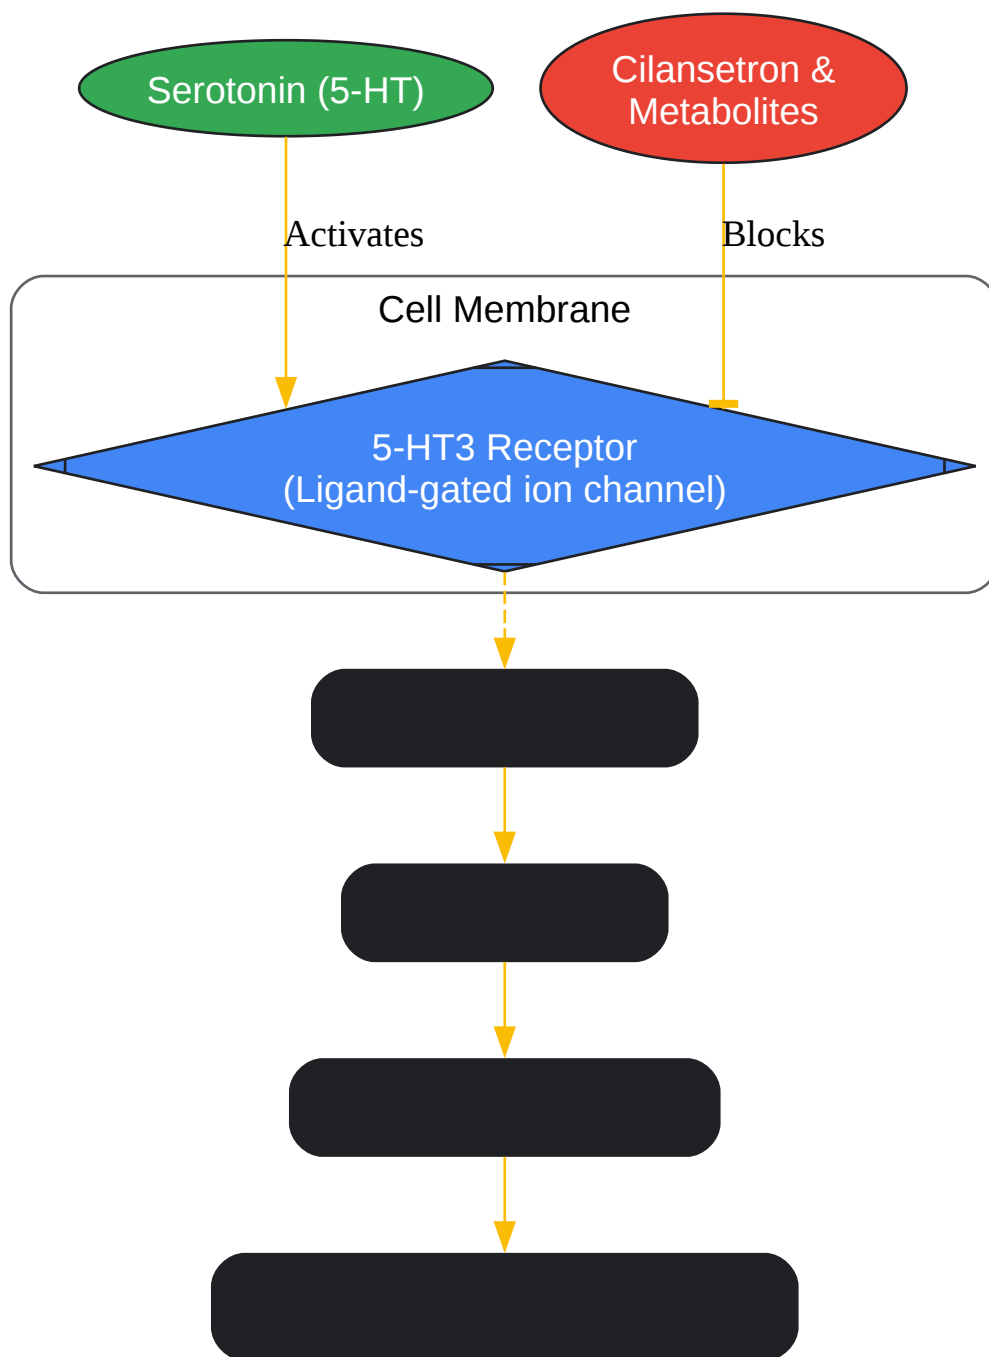 Serotonin (5-HT)
Cilansetron &
Metabolites
Activates
Blocks
Cell Membrane
5-HT3 Receptor
(Ligand-gated ion channel)